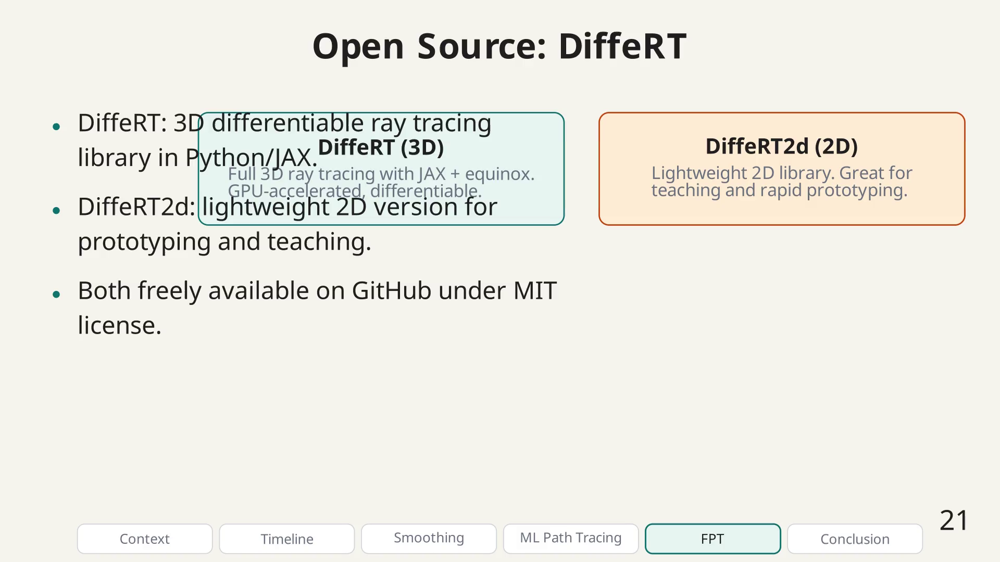 Open Source: DiffeRT
DiffeRT: 3D differentiable ray tracing
library in Python/JAX.
DiffeRT2d: lightweight 2D version for
prototyping and teaching.
Both freely available on GitHub under MIT
license.
DiffeRT (3D)
Full 3D ray tracing with JAX + equinox.
GPU-accelerated, differentiable.
DiffeRT2d (2D)
Lightweight 2D library. Great for
teaching and rapid prototyping.
Context
Timeline
Smoothing
ML Path Tracing
FPT
Conclusion
21